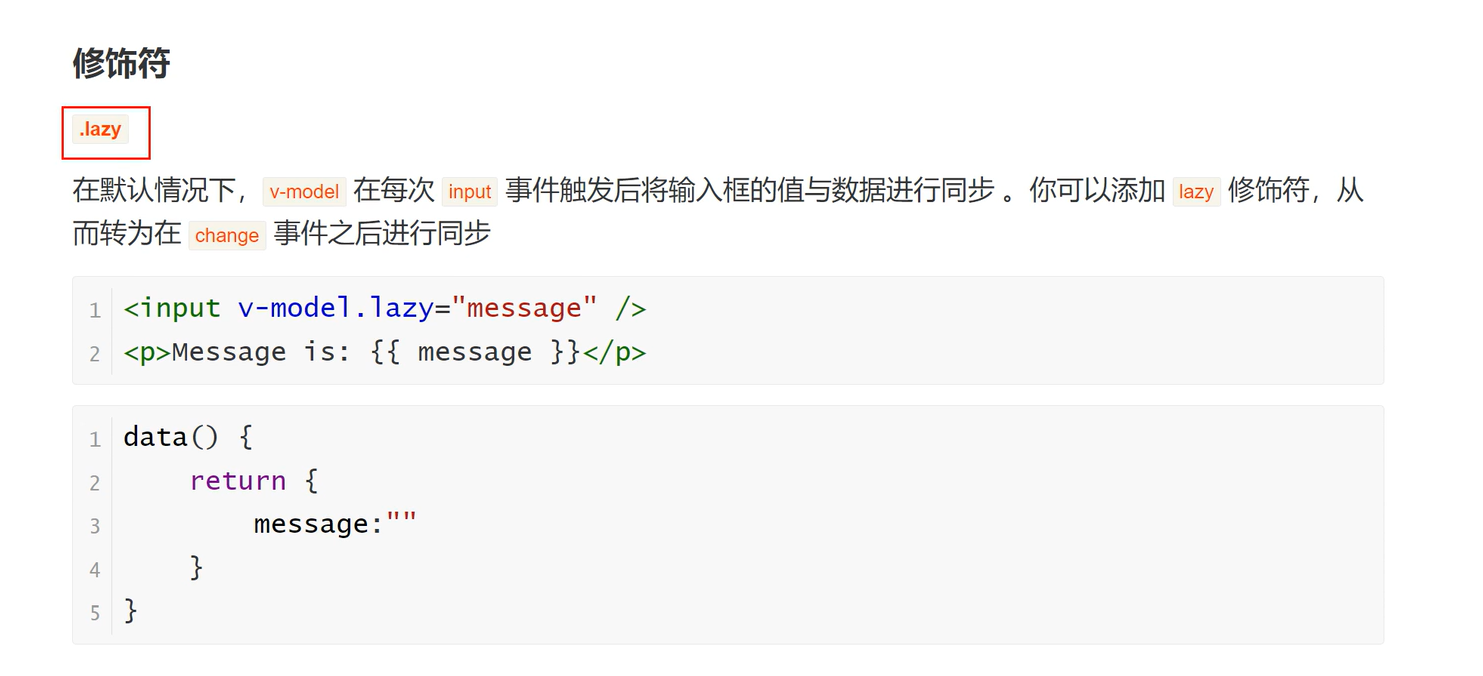 修饰符
.lazy
在默认情况下，v-model 在每次 input 事件触发后将输入框的值与数据进行同步 。你可以添加 lazy 修饰符，从
而转为在 change 事件之后进行同步
1 <input v-model.lazy="message" />
2 <p>Message is: {{ message }}</p>
1 data() {
2     return {
3         message:""
4     }
5 }